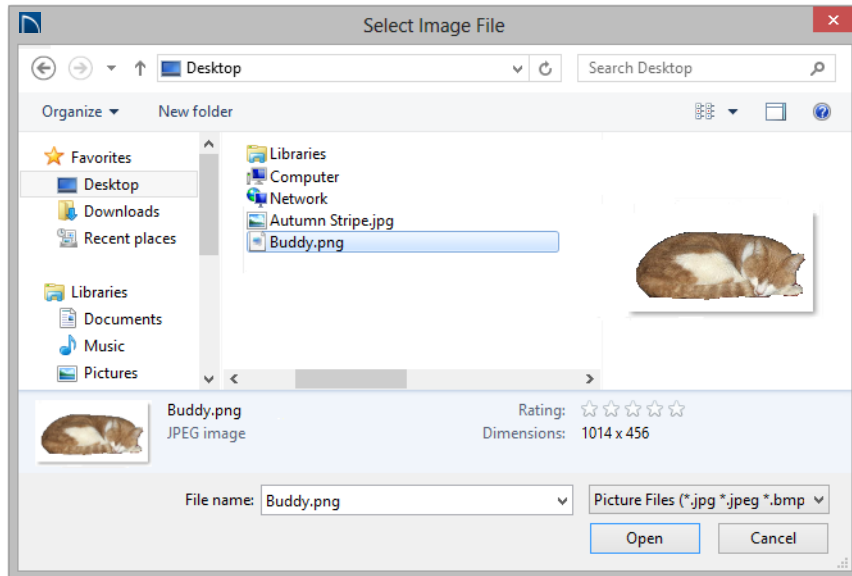 Select Image File
Desktop
Search Desktop
Organize
New folder
Favorites
Desktop
Downloads
Recent places
Libraries
Documents
Music
Pictures
Libraries
Computer
Network
Autumn Stripe.jpg
Buddy.png
Buddy.png
JPEG image
Rating:
Dimensions: 1014 x 456
File name: Buddy.png
Picture Files (*.jpg *.jpeg *.bmp
Open
Cancel